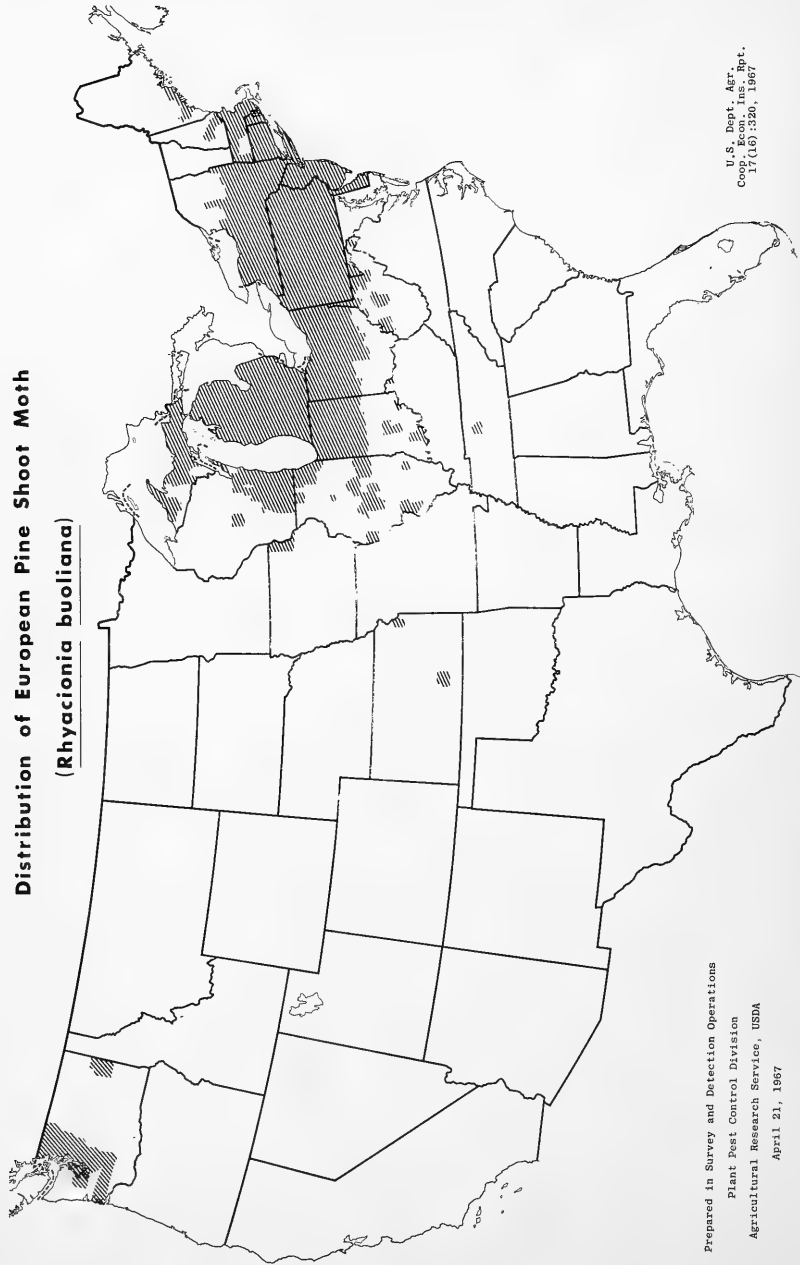 Distribution of European Pine Shoot Moth
(Rhyacionia buoliana)
U.S. Dept. Agr.
Coop. Econ. Ins. Rpt.
17(16):320, 1967
Prepared in Survey and Detection Operations
Plant Pest Control Division
Agricultural Research Service, USDA
April 21, 1967